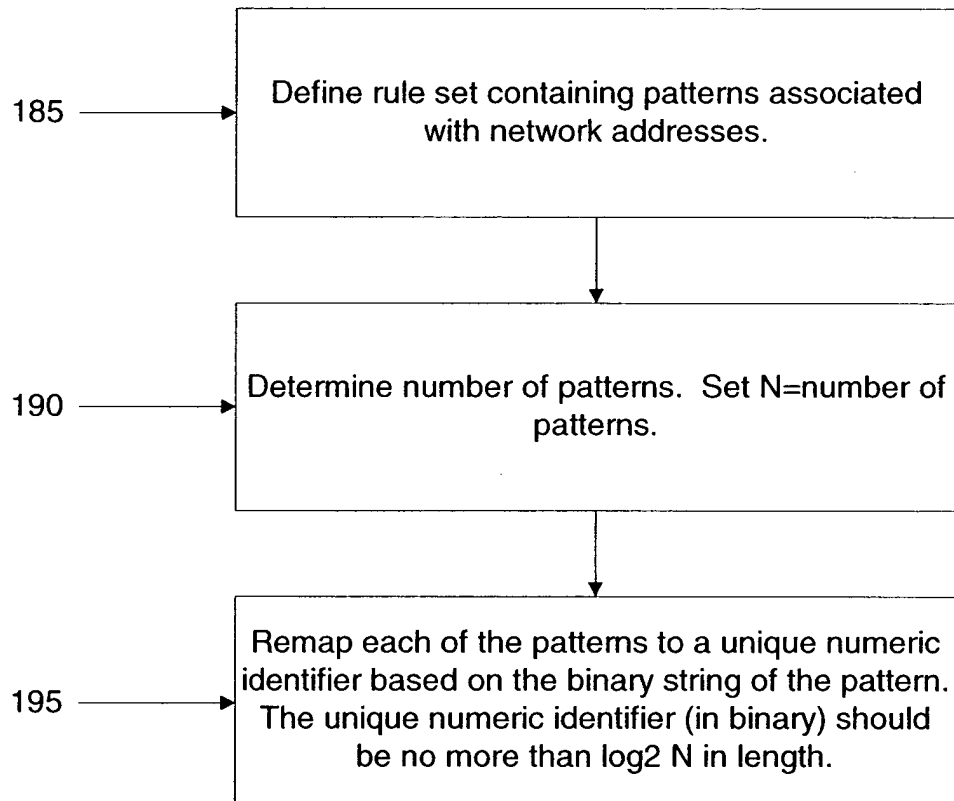 185
Define rule set containing patterns associated
with network addresses.
190
Determine number of patterns.  Set N=number of
patterns.
195
Remap each of the patterns to a unique numeric
identifier based on the binary string of the pattern.
The unique numeric identifier (in binary) should
be no more than log2 N in length.